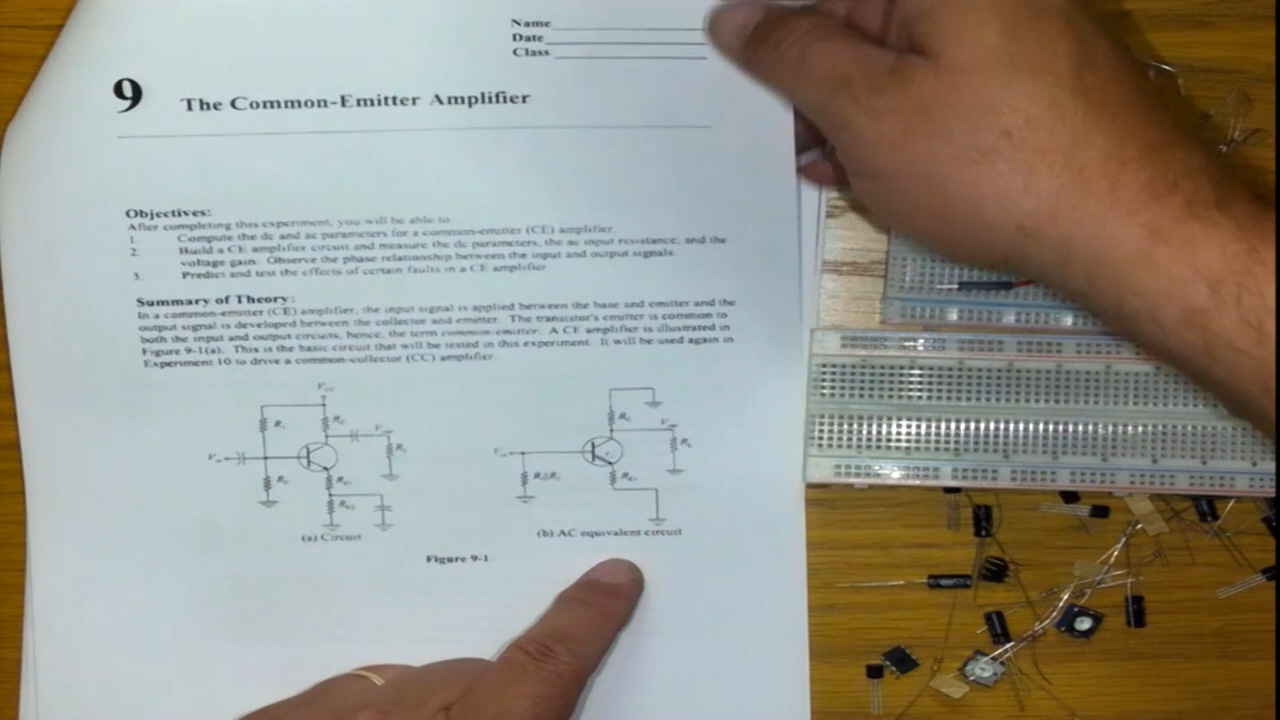 Name
Date
Class
9 The Common-Emitter Amplifier
Objectives:
After completing this experiment, you will be able to:
1. Compute the dc and ac parameters for a common-emitter (CE) amplifier.
2. Build a CE amplifier circuit and measure the dc parameters, the ac input resistance, and the
voltage gain. Observe the phase relationship between the input and output signals.
3. Predict and test the effects of certain faults in a CE amplifier.
Summary of Theory:
In a common-emitter (CE) amplifier, the input signal is applied between the base and emitter and the
output signal is developed between the collector and emitter. The transistor's emitter is common to
both the input and output circuits, hence, the term common-emitter. A CE amplifier is illustrated in
Figure 9-1(a). This is the basic circuit that will be tested in this experiment. It will be used again in
Experiment 10 to drive a common-collector (CC) amplifier.
(a) Circuit
(b) AC equivalent circuit
Figure 9-1